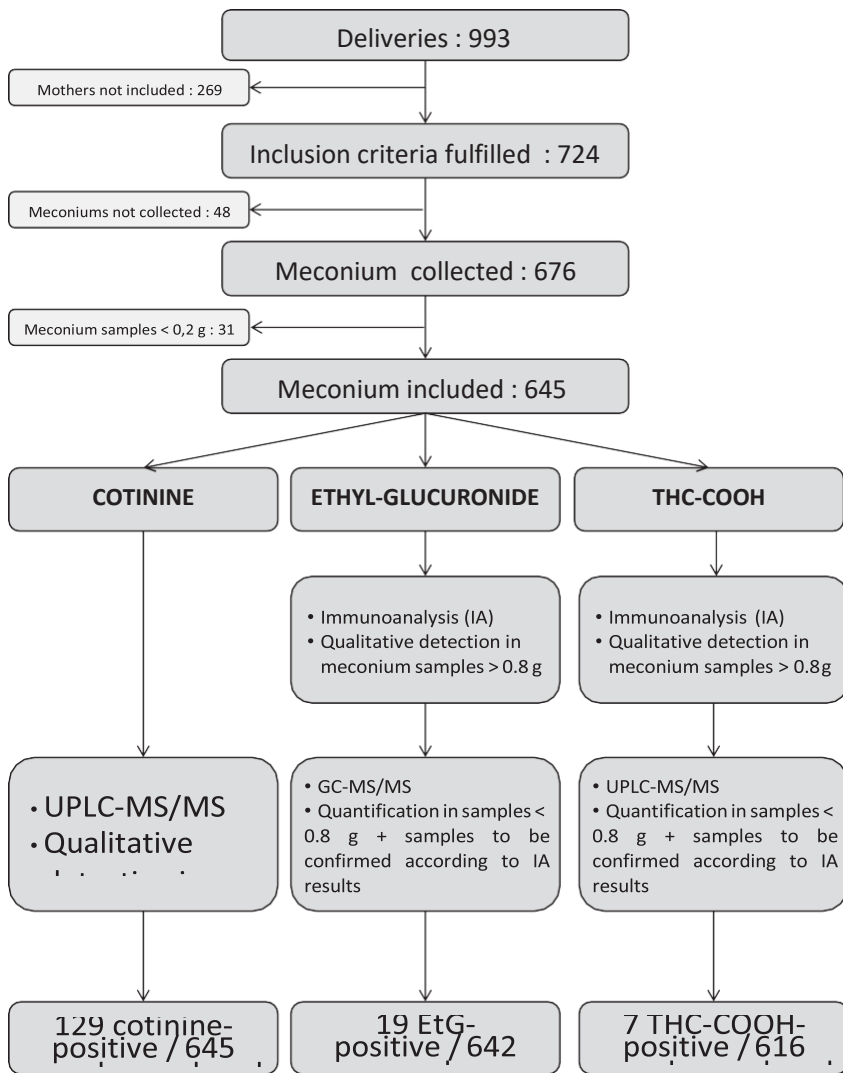 Deliveries : 993
Mothers not included : 269
Inclusion criteria fulfilled : 724
Meconiums not collected : 48
Meconium collected : 676
Meconium samples < 0,2 g : 31
Meconium included : 645
COTININE
ETHYL-GLUCURONIDE
THC-COOH
• Immunoanalysis (IA)
• Qualitative detection in
meconium samples > 0.8 g
• Immunoanalysis (IA)
• Qualitative detection in
meconium samples > 0.8g
• UPLC-MS/MS
• Qualitative
• GC-MS/MS
• Quantification in samples <
0.8 g + samples to be
confirmed according to IA
results
• UPLC-MS/MS
• Quantification in samples <
0.8 g + samples to be
confirmed according to IA
results
129 cotinine-
positive / 645
19 EtG-
positive / 642
7 THC-COOH-
positive / 616